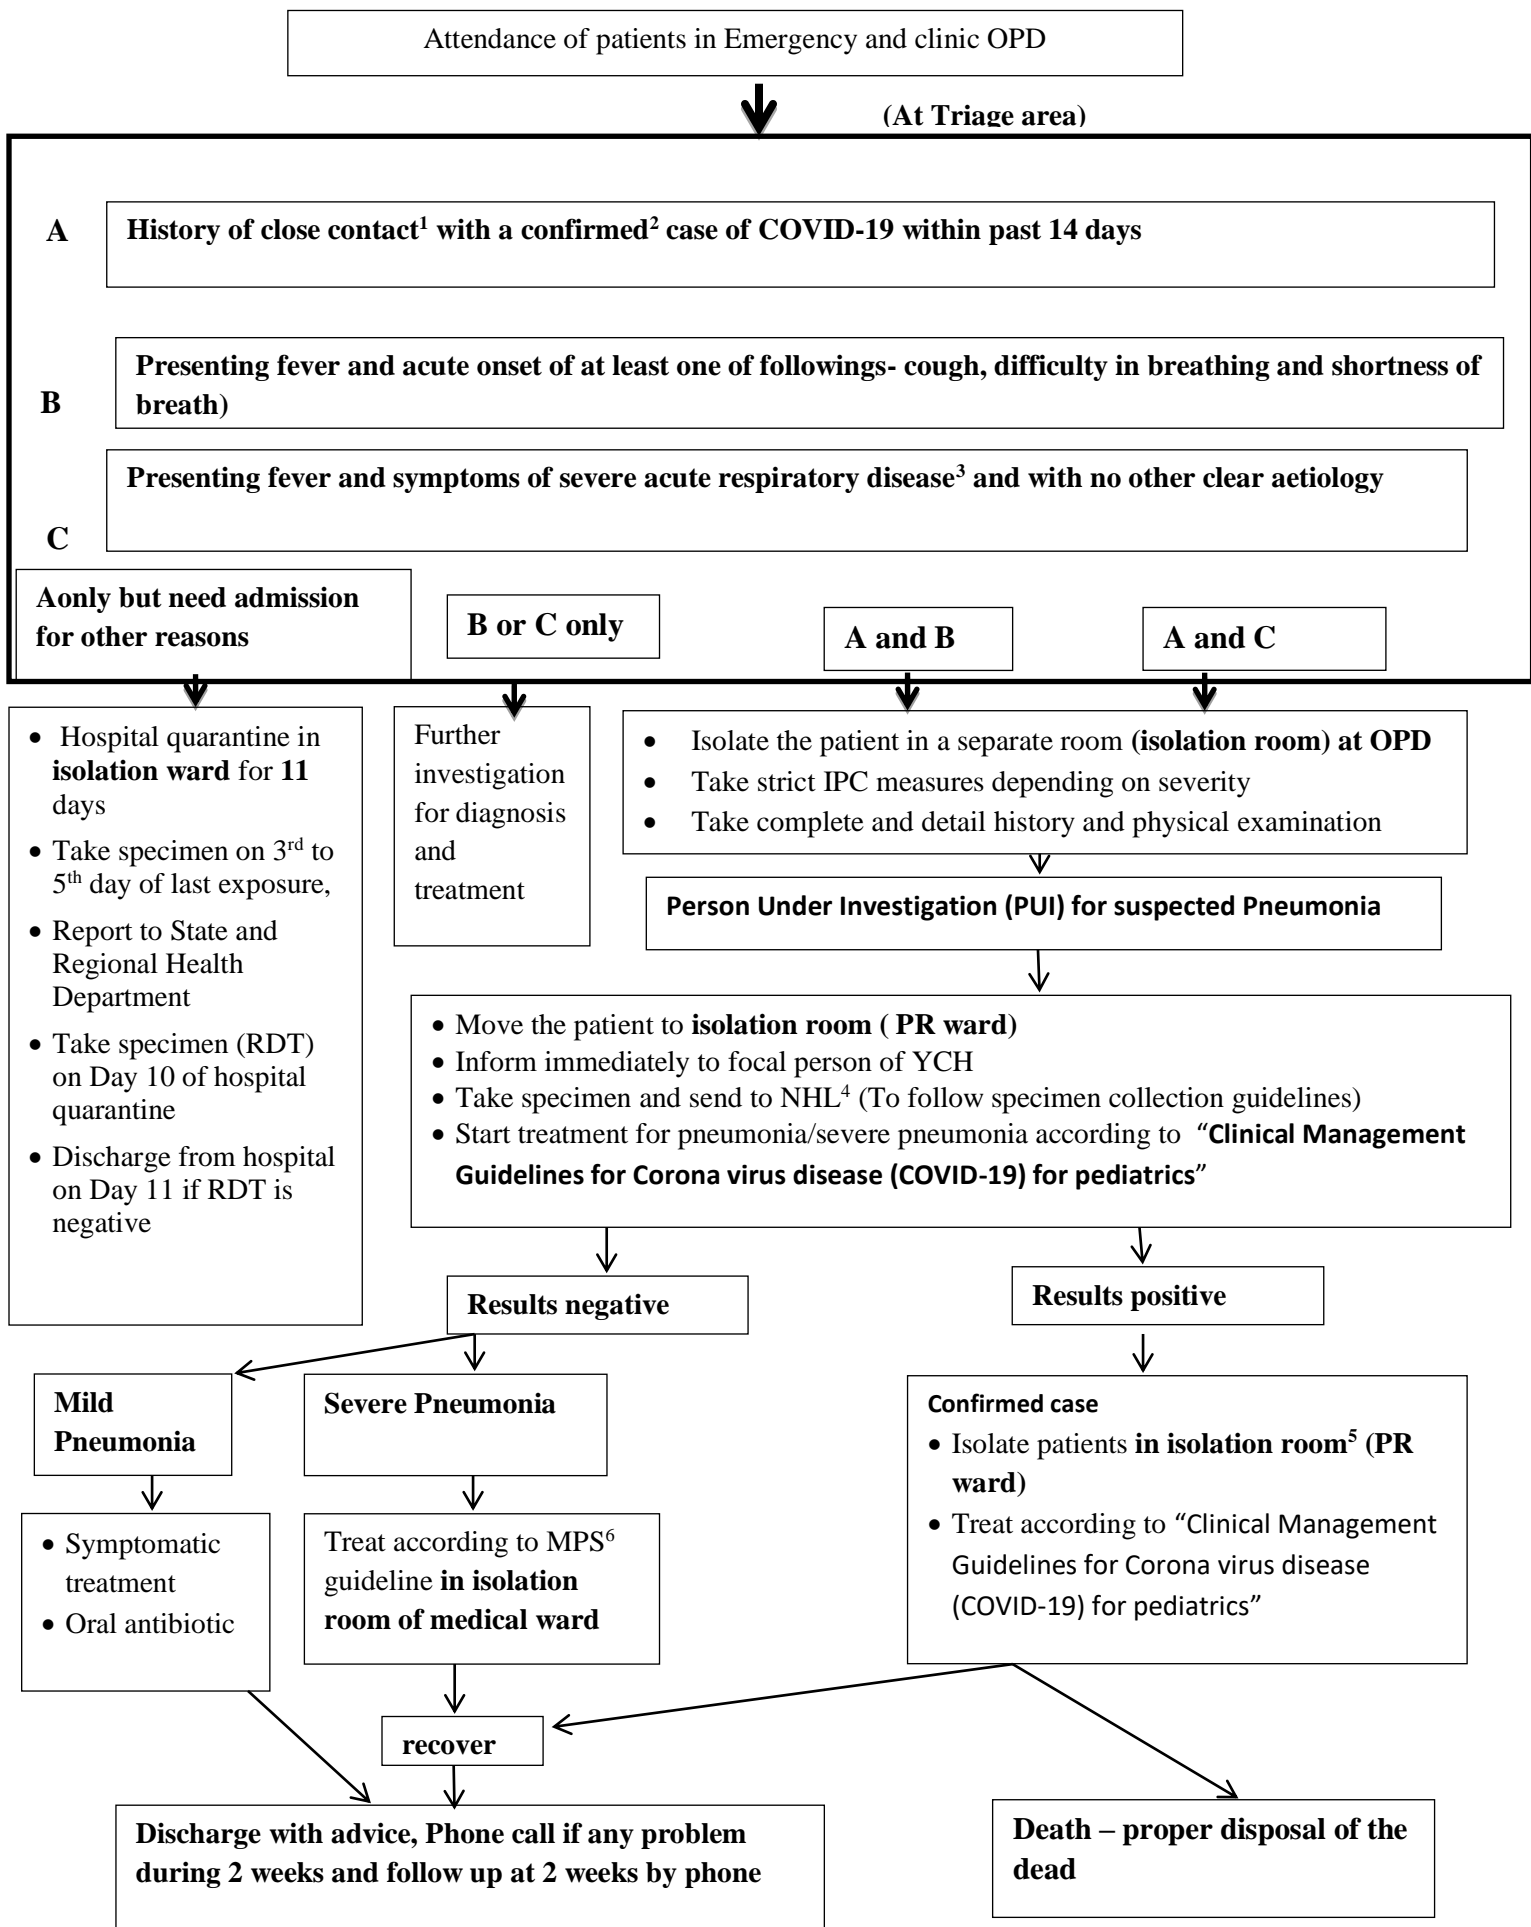 Attendance of patients in Emergency and clinic OPD
(At Triage area)
A
History of close contact¹ with a confirmed² case of COVID-19 within past 14 days
B
Presenting fever and acute onset of at least one of followings- cough, difficulty in breathing and shortness of
breath)
C
Presenting fever and symptoms of severe acute respiratory disease³ and with no other clear aetiology
Aonly but need admission
for other reasons
B or C only
A and B
A and C
• Hospital quarantine in
isolation ward for 11
days
• Take specimen on 3rd to
5th day of last exposure,
• Report to State and
Regional Health
Department
• Take specimen (RDT)
on Day 10 of hospital
quarantine
• Discharge from hospital
on Day 11 if RDT is
negative
Further
investigation
for diagnosis
and
treatment
• Isolate the patient in a separate room (isolation room) at OPD
• Take strict IPC measures depending on severity
• Take complete and detail history and physical examination
Person Under Investigation (PUI) for suspected Pneumonia
• Move the patient to isolation room ( PR ward)
• Inform immediately to focal person of YCH
• Take specimen and send to NHL⁴ (To follow specimen collection guidelines)
• Start treatment for pneumonia/severe pneumonia according to “Clinical Management
Guidelines for Corona virus disease (COVID-19) for pediatrics”
Results negative
Results positive
Mild
Pneumonia
Severe Pneumonia
Confirmed case
• Isolate patients in isolation room⁵ (PR
ward)
• Treat according to “Clinical Management
Guidelines for Corona virus disease
(COVID-19) for pediatrics”
• Symptomatic
treatment
• Oral antibiotic
Treat according to MPS⁶
guideline in isolation
room of medical ward
recover
Discharge with advice, Phone call if any problem
during 2 weeks and follow up at 2 weeks by phone
Death – proper disposal of the
dead